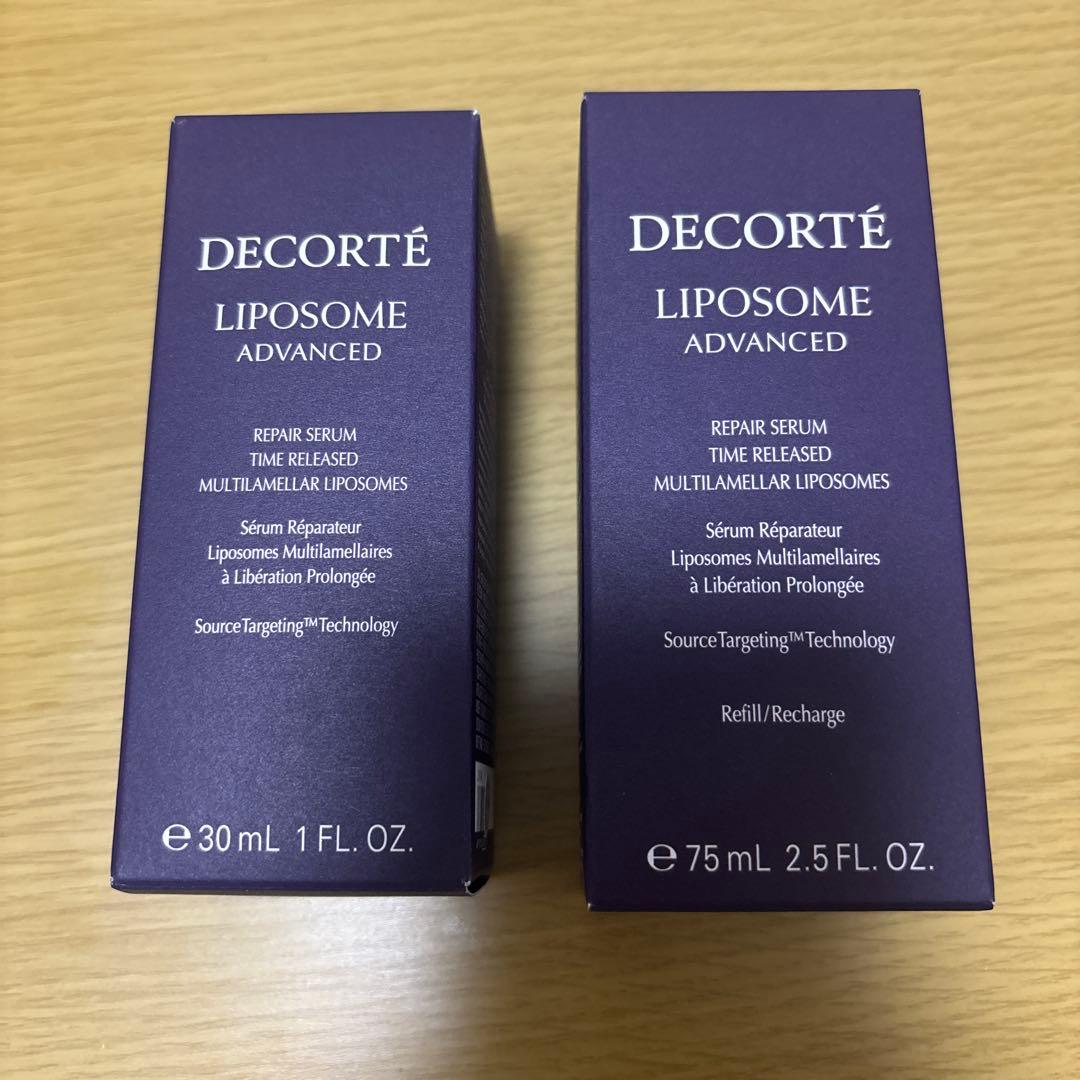 DECORTÉ
LIPOSOME
ADVANCED
REPAIR SERUM
TIME RELEASED
MULTILAMELLAR LIPOSOMES
Sérum Réparateur
Liposomes Multilamellaires
à Libération Prolongée
SourceTargeting™Technology
℮ 30 mL 1 FL. OZ.
DECORTÉ
LIPOSOME
ADVANCED
REPAIR SERUM
TIME RELEASED
MULTILAMELLAR LIPOSOMES
Sérum Réparateur
Liposomes Multilamellaires
à Libération Prolongée
SourceTargeting™Technology
Refill/Recharge
℮ 75 mL 2.5 FL. OZ.